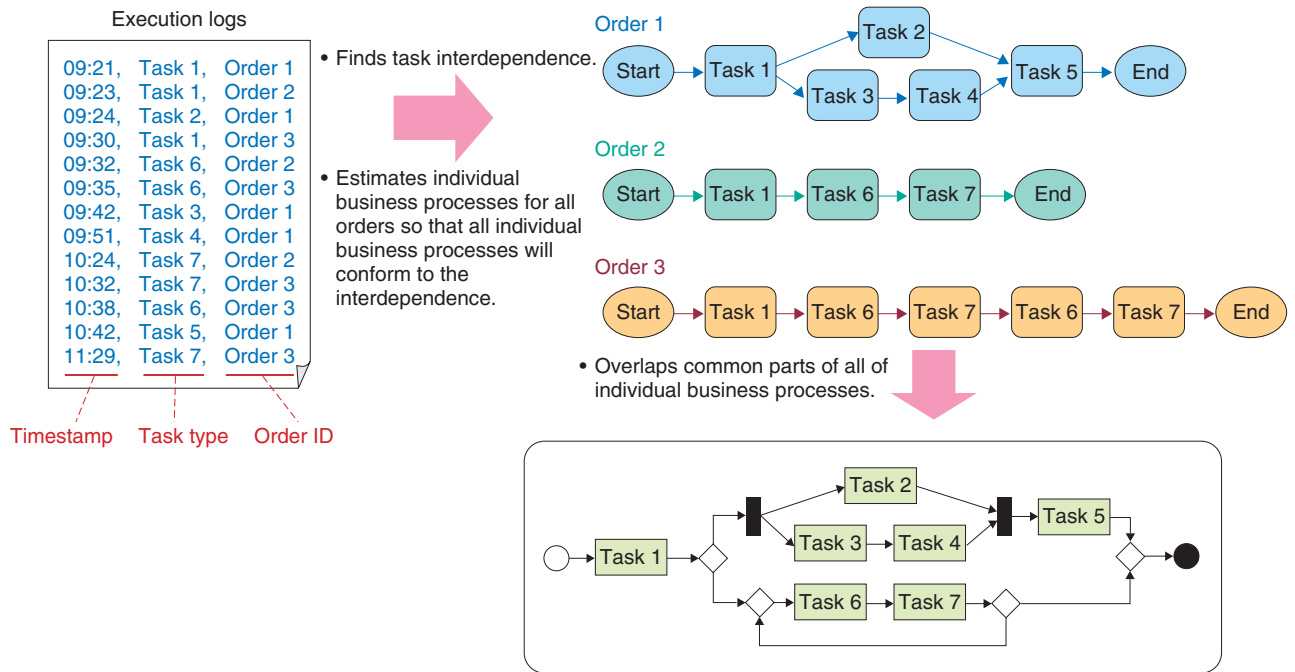 Execution logs
09:21, Task 1, Order 1
09:23, Task 1, Order 2
09:24, Task 2, Order 1
09:30, Task 1, Order 3
09:32, Task 6, Order 2
09:35, Task 6, Order 3
09:42, Task 3, Order 1
09:51, Task 4, Order 1
10:24, Task 7, Order 2
10:32, Task 7, Order 3
10:38, Task 6, Order 3
10:42, Task 5, Order 1
11:29, Task 7, Order 3
Timestamp Task type Order ID
• Finds task interdependence.
• Estimates individual
business processes for all
orders so that all individual
business processes will
conform to the
interdependence.
Order 1
Task 2
Start Task 1 Task 5 End
Task 3 Task 4
Order 2
Start Task 1 Task 6 Task 7 End
Order 3
Start Task 1 Task 6 Task 7 Task 6 Task 7 End
• Overlaps common parts of all of
individual business processes.
Task 2
Task 5
Task 3 Task 4
Task 1
Task 6 Task 7